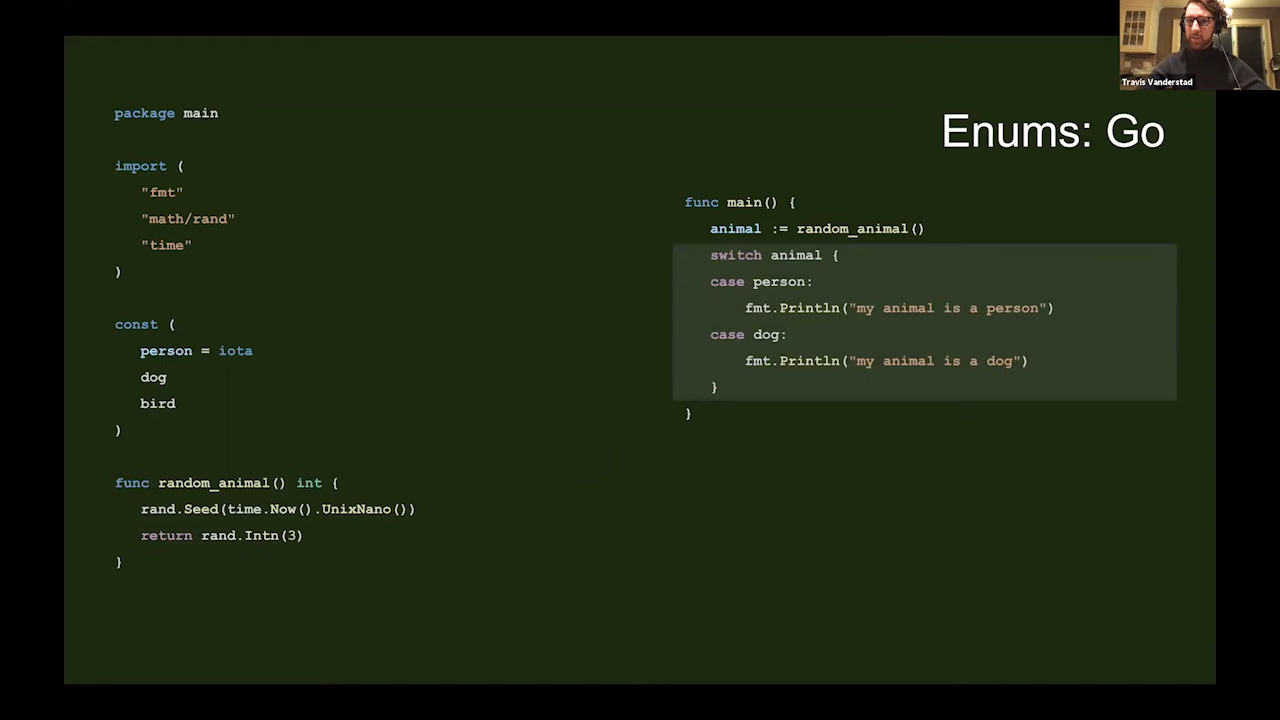 Travis Vanderstad
Enums: Go
package main
import (
"fmt"
"math/rand"
"time"
)
const (
person = iota
dog
bird
)
func random_animal() int {
rand.Seed(time.Now().UnixNano())
return rand.Intn(3)
}
func main() {
animal := random_animal()
switch animal {
case person:
fmt.Println("my animal is a person")
case dog:
fmt.Println("my animal is a dog")
}
}